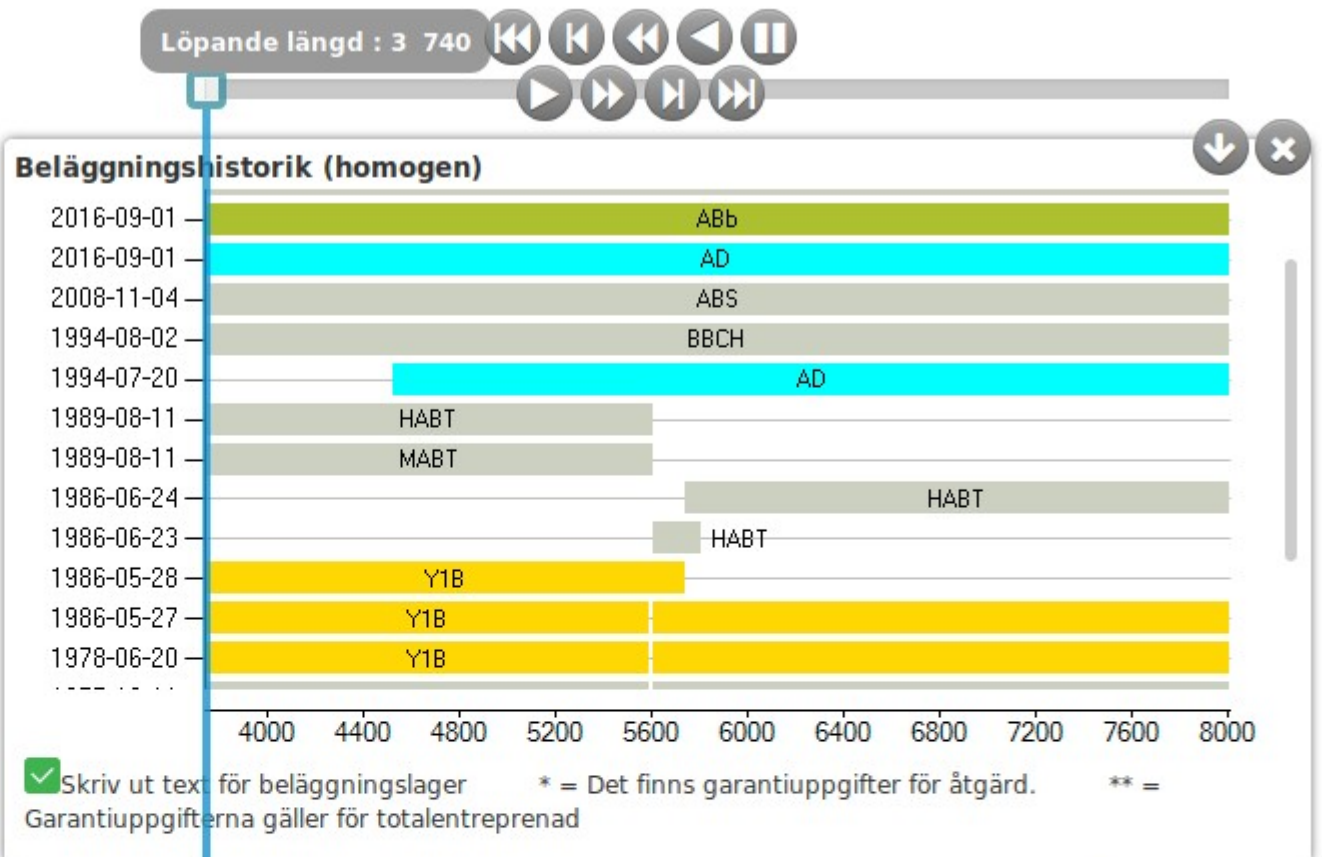 Löpande längd : 3 740
Beläggningshistorik (homogen)
2016-09-01 ABb
2016-09-01 AD
2008-11-04 ABS
1994-08-02 BBCH
1994-07-20 AD
1989-08-11 HABT
1989-08-11 MABT
1986-06-24 HABT
1986-06-23 HABT
1986-05-28 Y1B
1986-05-27 Y1B
1978-06-20 Y1B
4000 4400 4800 5200 5600 6000 6400 6800 7200 7600 8000
Skriv ut text för beläggningslager * = Det finns garantiuppgifter för åtgärd. ** =
Garantiuppgifterna gäller för totalentreprenad